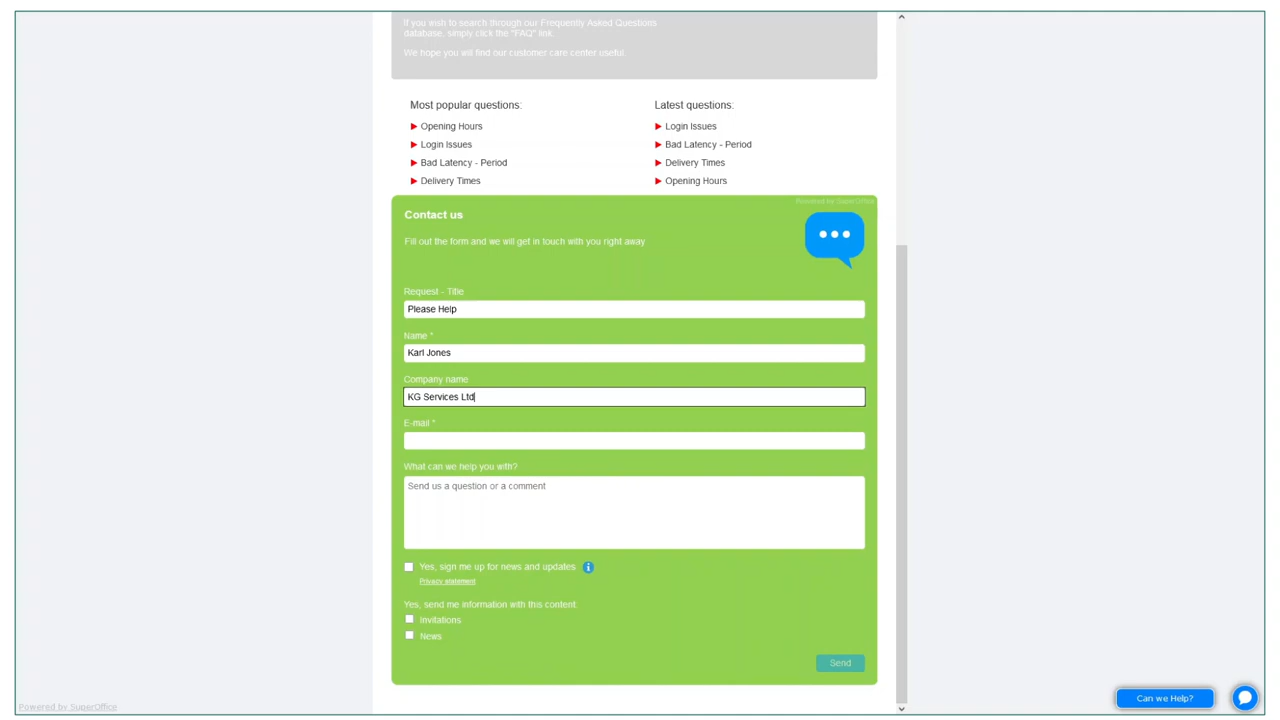 If you wish to search through our Frequently Asked Questions
database, simply click the "FAQ" link.
We hope you will find our customer care center useful.
Most popular questions:
Opening Hours
Login Issues
Bad Latency - Period
Delivery Times
Latest questions:
Login Issues
Bad Latency - Period
Delivery Times
Opening Hours
Powered by SuperOffice
Contact us
Fill out the form and we will get in touch with you right away
Request - Title
Please Help
Name *
Karl Jones
Company name
KG Services Ltd
E-mail *
What can we help you with?
Send us a question or a comment
Yes, sign me up for news and updates
Privacy statement
Yes, send me information with this content:
Invitations
News
Send
Can we Help?
Powered by SuperOffice